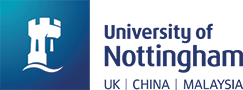 University of
Nottingham
UK | CHINA | MALAYSIA